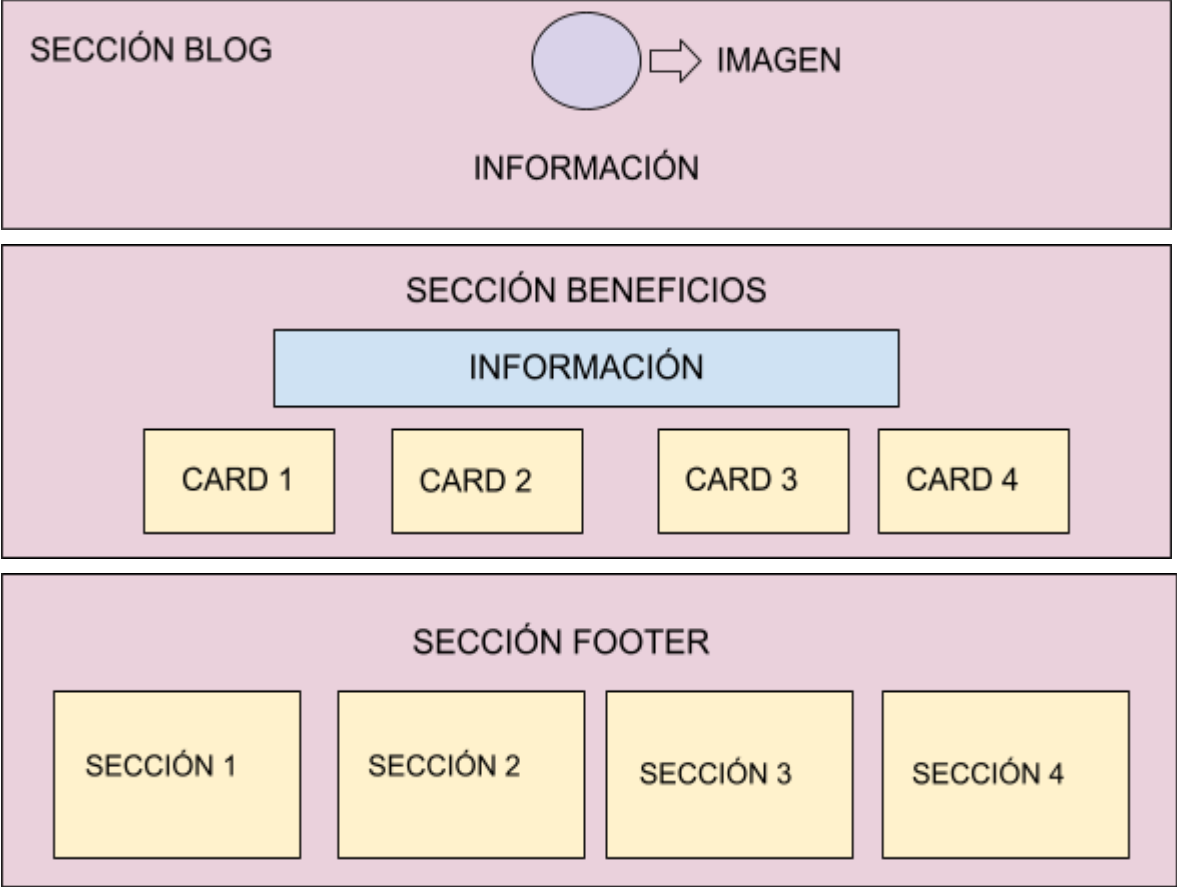 SECCIÓN BLOG
IMAGEN
INFORMACIÓN
SECCIÓN BENEFICIOS
INFORMACIÓN
CARD 1
CARD 2
CARD 3
CARD 4
SECCIÓN FOOTER
SECCIÓN 1
SECCIÓN 2
SECCIÓN 3
SECCIÓN 4